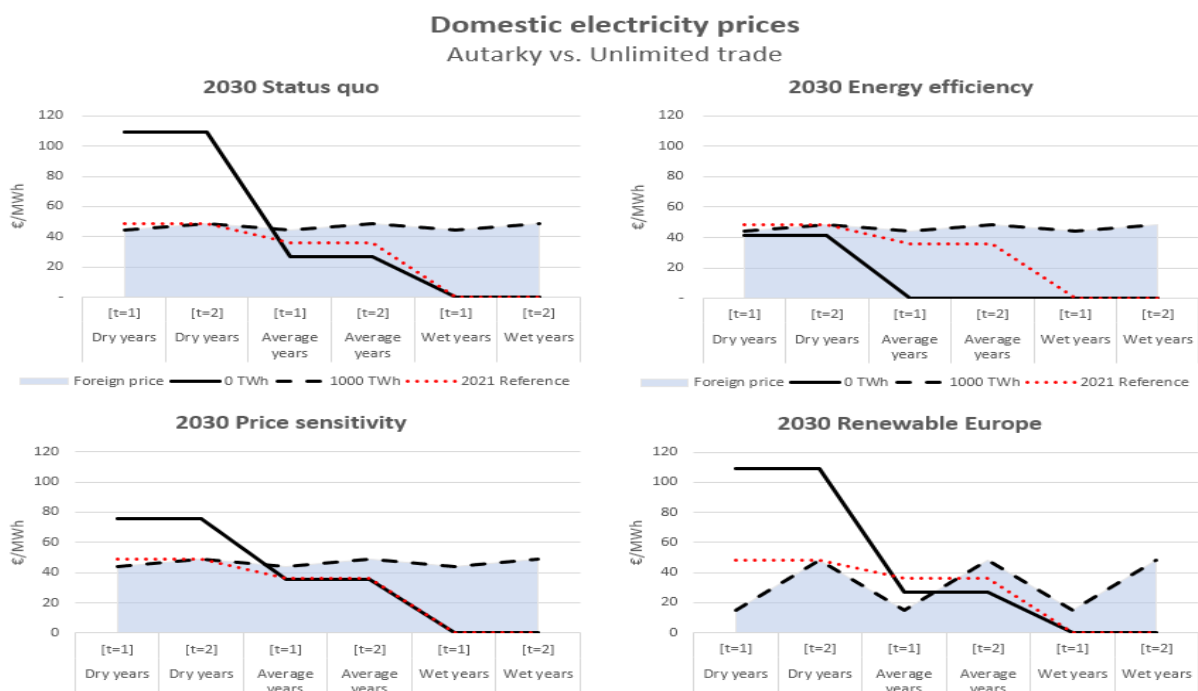 Domestic electricity prices
Autarky vs. Unlimited trade
2030 Status quo
120
100
80
60
40
20
-
€/MWh
[t=1] [t=2] [t=1] [t=2] [t=1] [t=2]
Dry years Dry years Average years Average years Wet years Wet years
Foreign price 0 TWh 1000 TWh 2021 Reference
2030 Energy efficiency
120
100
80
60
40
20
-
€/MWh
[t=1] [t=2] [t=1] [t=2] [t=1] [t=2]
Dry years Dry years Average years Average years Wet years Wet years
Foreign price 0 TWh 1000 TWh 2021 Reference
2030 Price sensitivity
120
100
80
60
40
20
0
€/MWh
[t=1] [t=2] [t=1] [t=2] [t=1] [t=2]
Dry years Dry years Average years Average years Wet years Wet years
2030 Renewable Europe
120
100
80
60
40
20
0
€/MWh
[t=1] [t=2] [t=1] [t=2] [t=1] [t=2]
Dry years Dry years Average years Average years Wet years Wet years